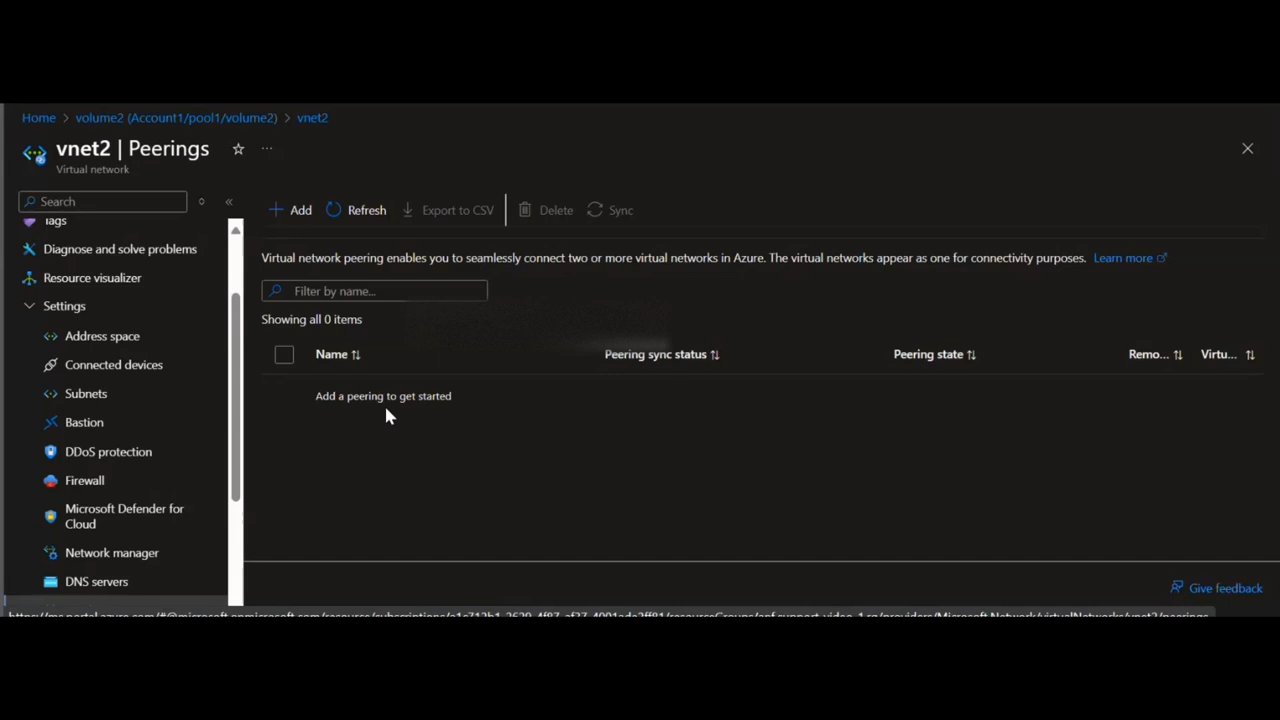 Home > volume2 (Account1/pool1/volume2) > vnet2
vnet2 | Peerings
Virtual network
Search
Tags
Diagnose and solve problems
Resource visualizer
Settings
Address space
Connected devices
Subnets
Bastion
DDoS protection
Firewall
Microsoft Defender for
Cloud
Network manager
DNS servers
Add Refresh Export to CSV Delete Sync
Virtual network peering enables you to seamlessly connect two or more virtual networks in Azure. The virtual networks appear as one for connectivity purposes. Learn more
Filter by name...
Showing all 0 items
Name Peering sync status Peering state Remo... Virtu...
Add a peering to get started
Give feedback